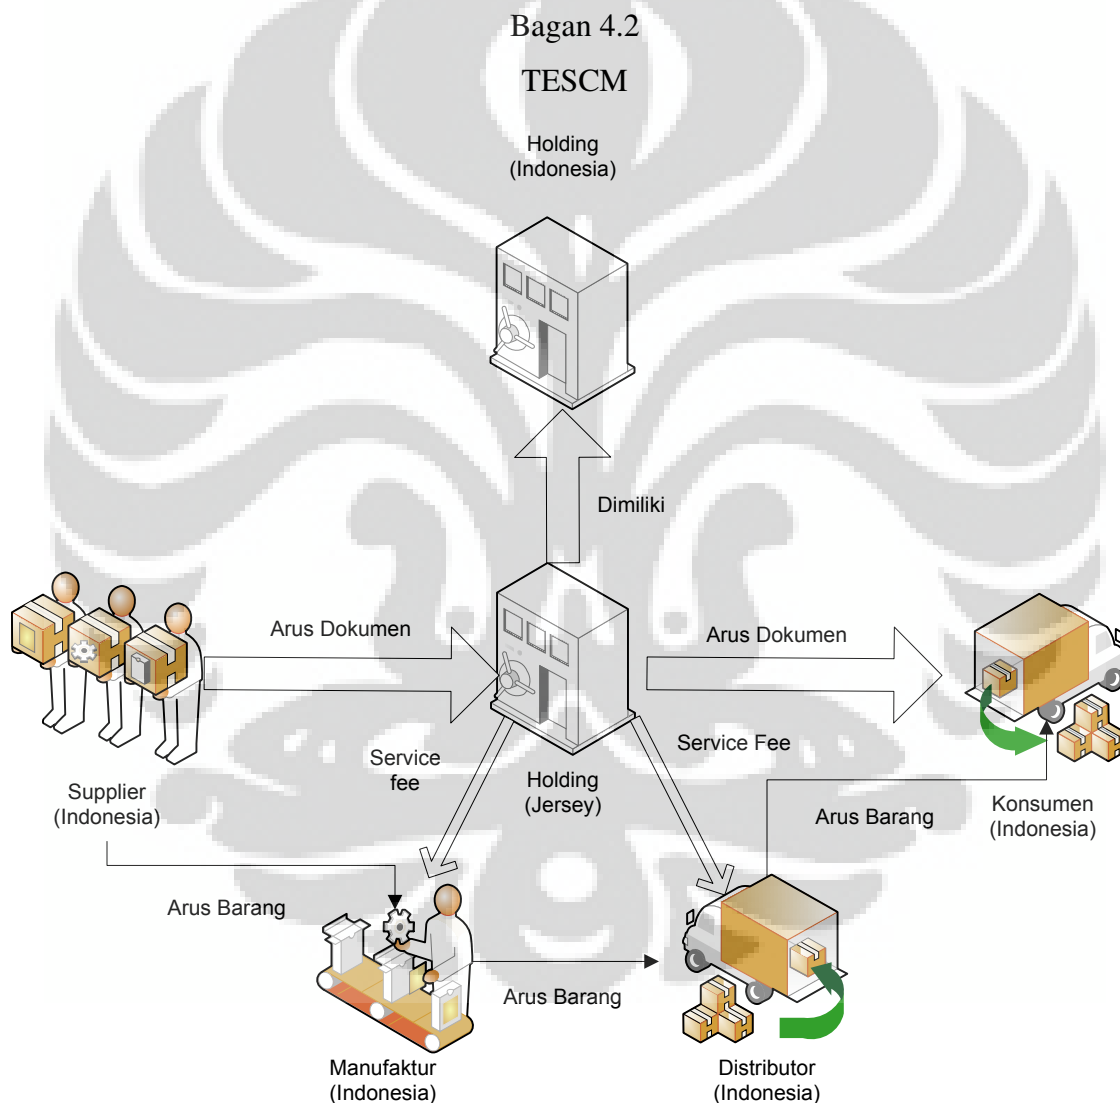 Bagan 4.2
TESCM
Holding
(Indonesia)
Dimiliki
Arus Dokumen
Arus Dokumen
Service
fee
Service Fee
Holding
(Jersey)
Supplier
(Indonesia)
Konsumen
(Indonesia)
Arus Barang
Arus Barang
Arus Barang
Manufaktur
(Indonesia)
Distributor
(Indonesia)